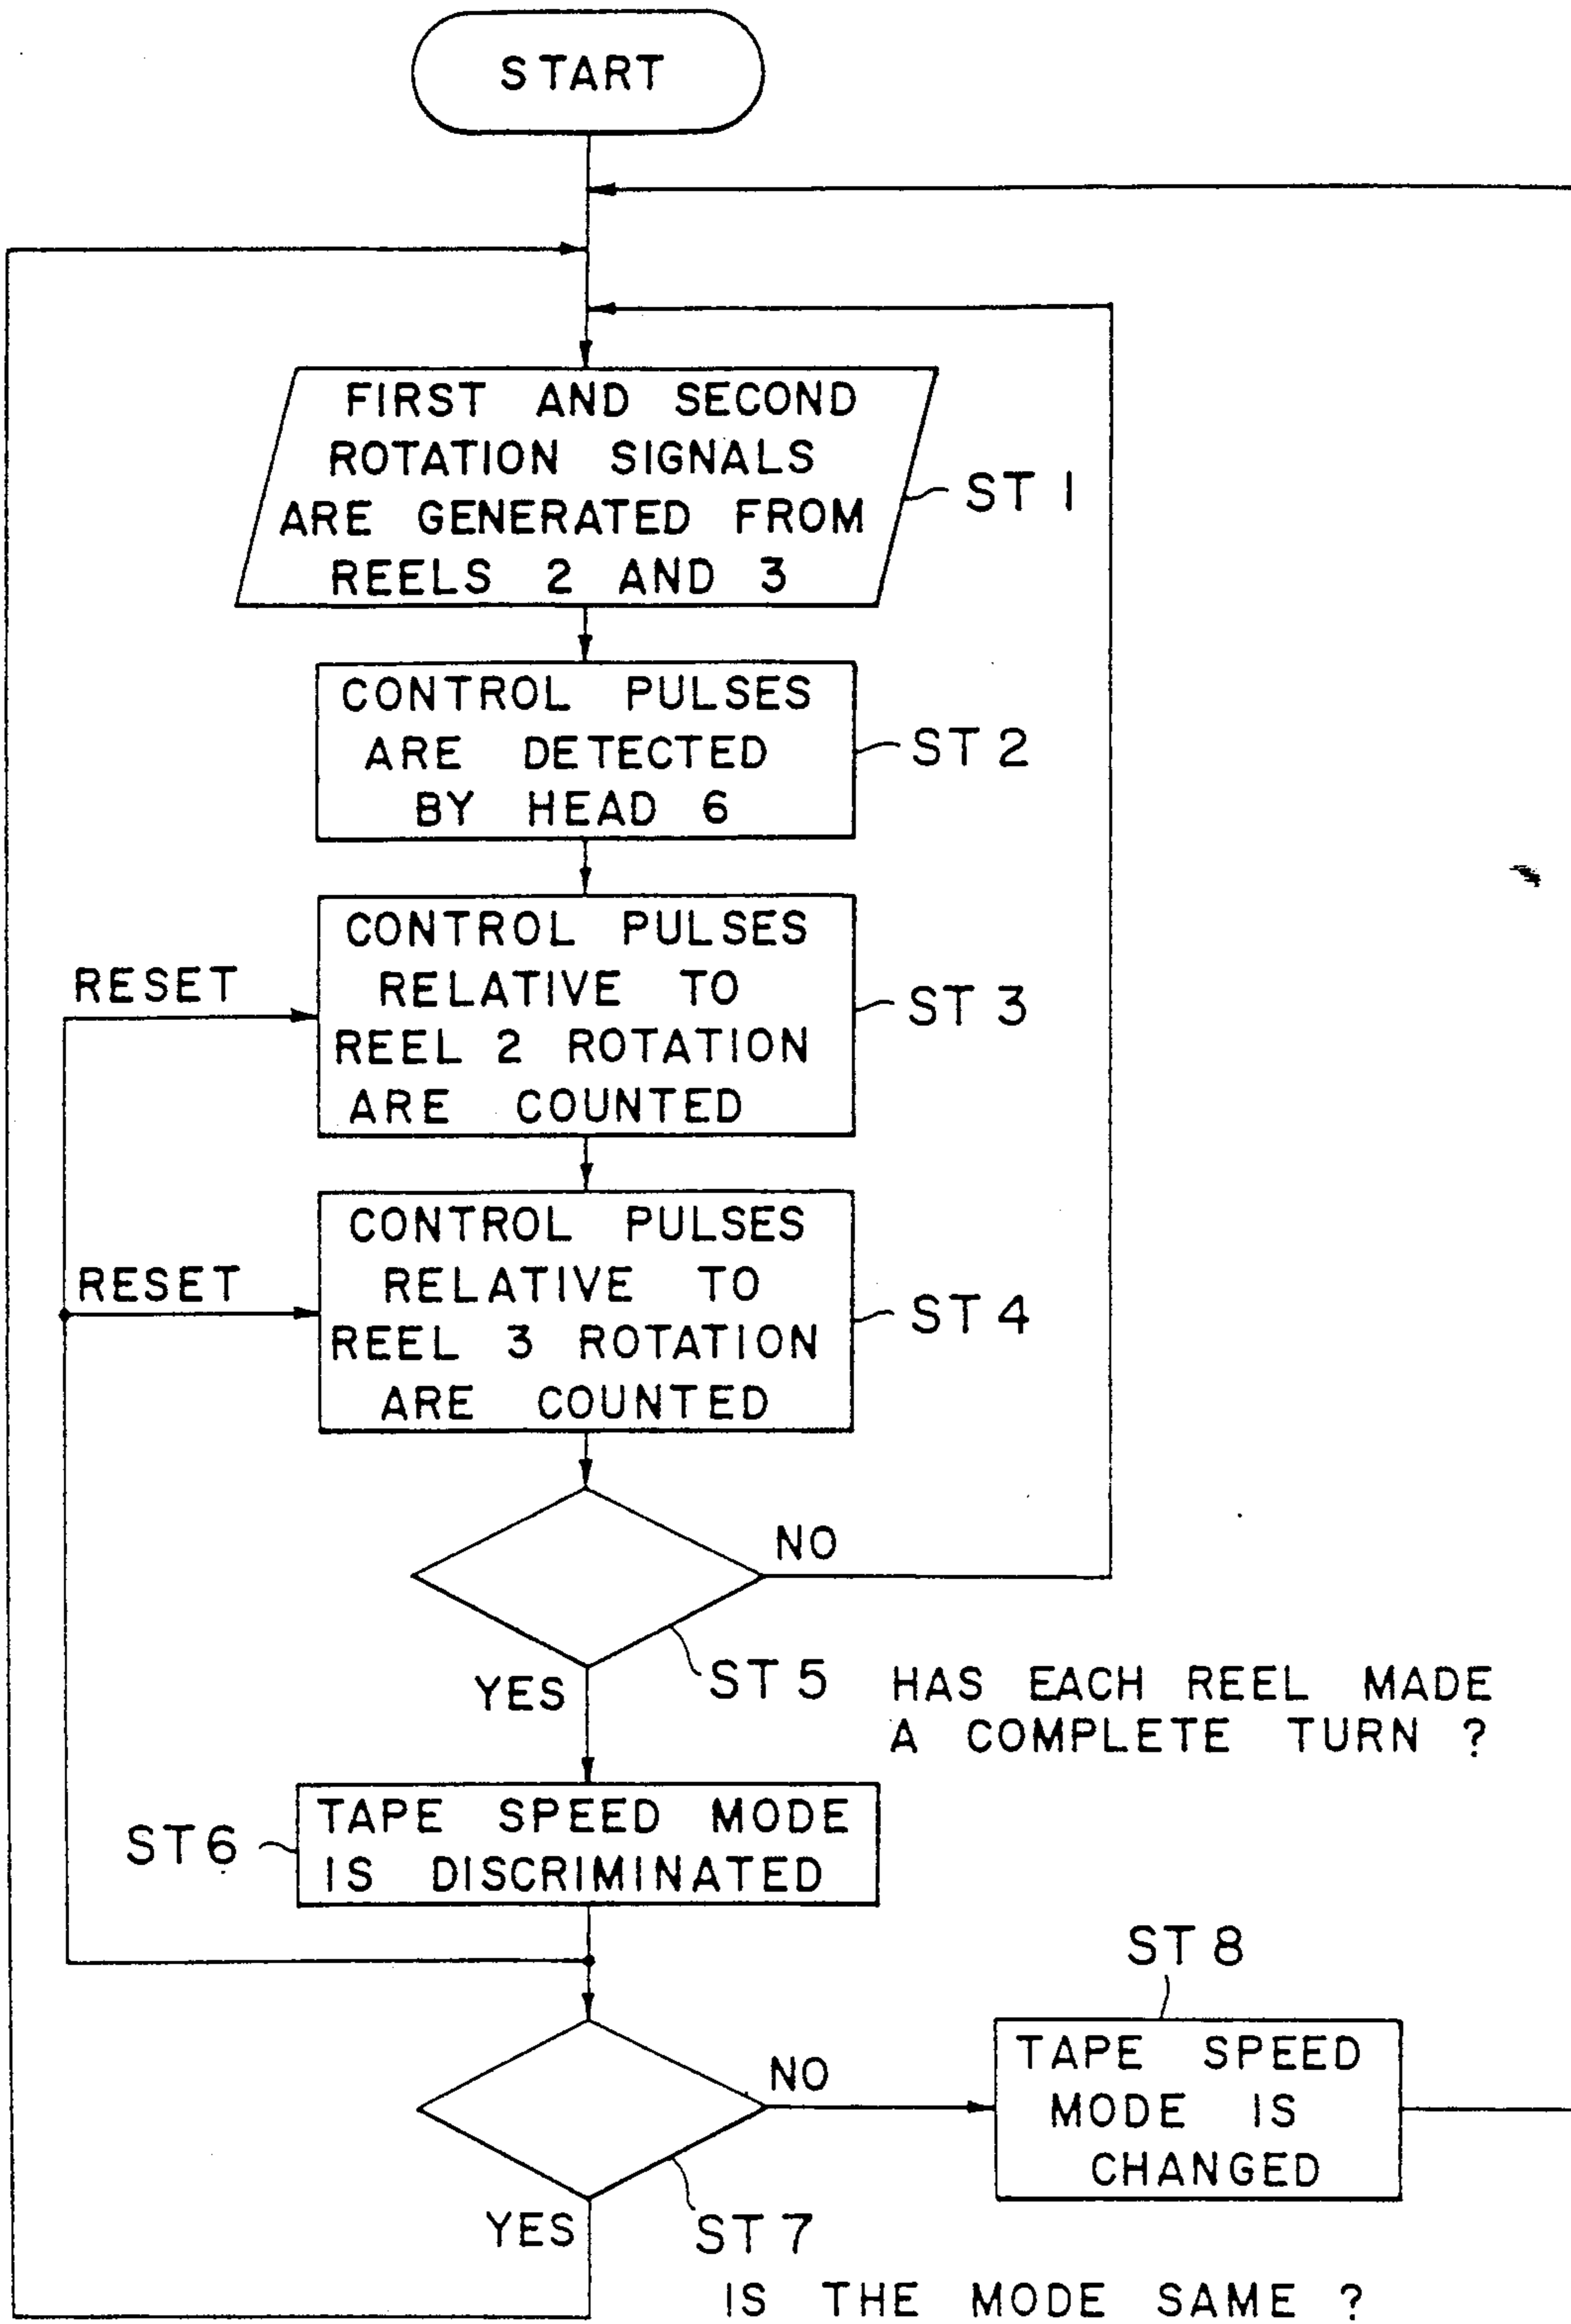 START
FIRST AND SECOND
ROTATION SIGNALS
ARE GENERATED FROM
REELS 2 AND 3
ST 1
CONTROL PULSES
ARE DETECTED
BY HEAD 6
ST 2
CONTROL PULSES
RELATIVE TO
REEL 2 ROTATION
ARE COUNTED
RESET
ST 3
CONTROL PULSES
RELATIVE TO
REEL 3 ROTATION
ARE COUNTED
RESET
ST 4
NO
YES
ST 5
HAS EACH REEL MADE
A COMPLETE TURN ?
TAPE SPEED MODE
IS DISCRIMINATED
ST 6
ST 8
NO
TAPE SPEED
MODE IS
CHANGED
YES
ST 7
IS THE MODE SAME ?